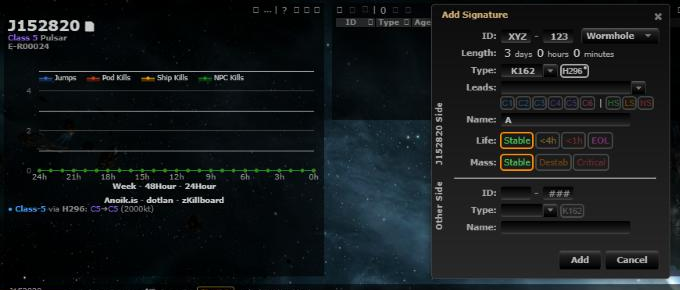 J152820
Class 5 Pulsar
E-R00024
Jumps Pod Kills Ship Kills NPC Kills
4
2
0
24h 21h 18h 15h 12h 9h 6h 3h 0h
Week - 48Hour - 24Hour
Anoik.is - dotlan - zKillboard
• Class-5 via H296: C5→C5 (2000kt)
... | ?
| 0
ID Type Age
Add Signature
ID: XYZ - 123 Wormhole
Length: 3 days 0 hours 0 minutes
Type: K162 H296*
Leads:
C1 C2 C3 C4 C5 C6 | HS LS NS
Name: A
Life: Stable <4h <1h EOL
Mass: Stable Destab Critical
J152820 Side
ID: - ###
Type: K162
Name:
Other Side
Add Cancel